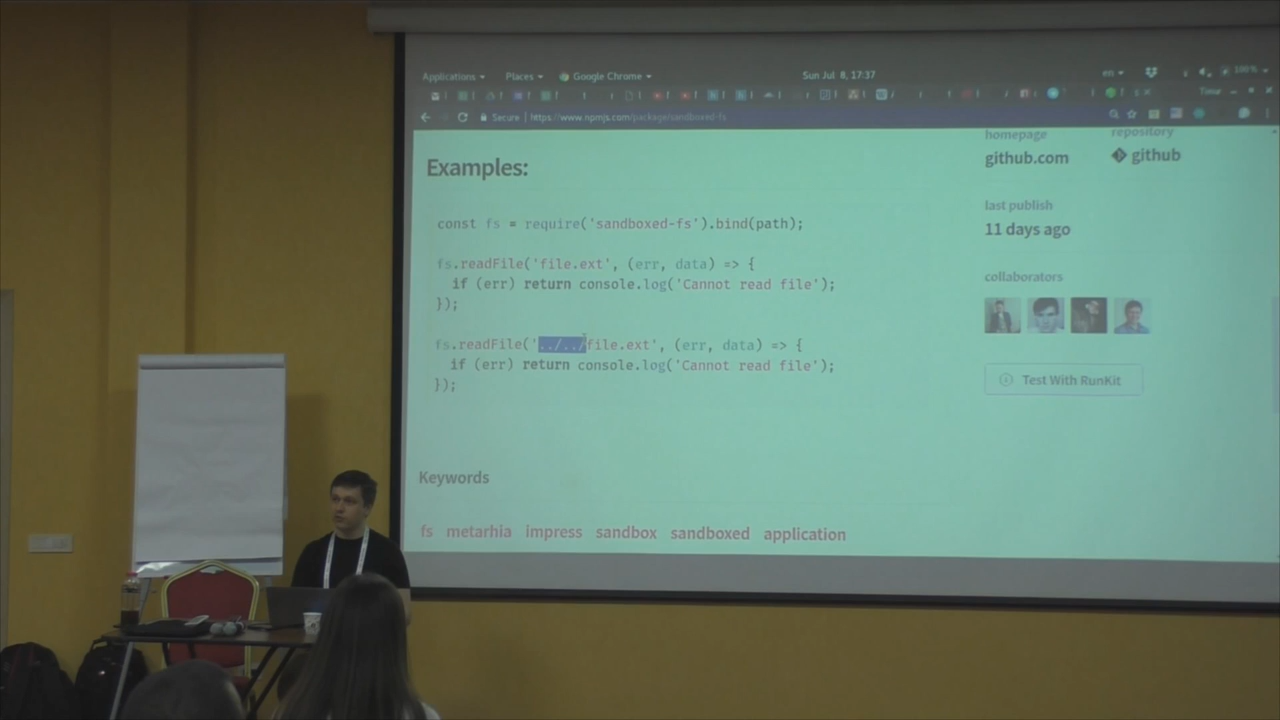 Applications Places Google Chrome Sun Jul 8, 17:37 en 100%
Timur
Secure https://www.npmjs.com/package/sandboxed-fs
homepage repository
github.com github
Examples:
last publish
11 days ago
const fs = require('sandboxed-fs').bind(path);
fs.readFile('file.ext', (err, data) => {
if (err) return console.log('Cannot read file');
});
collaborators
fs.readFile('../../file.ext', (err, data) => {
if (err) return console.log('Cannot read file');
});
Test With RunKit
Keywords
fs metarhia impress sandbox sandboxed application